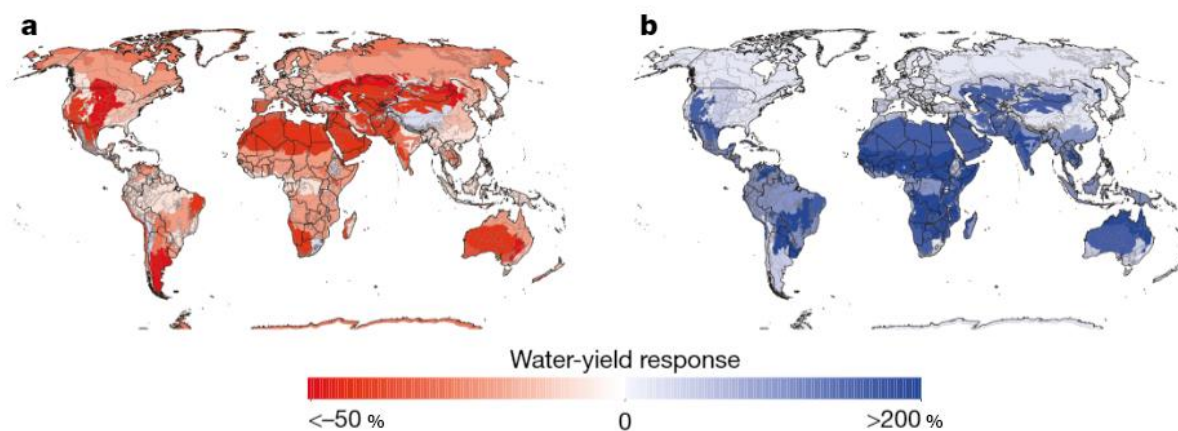 a
b
Water-yield response
<–50 %
0
>200 %